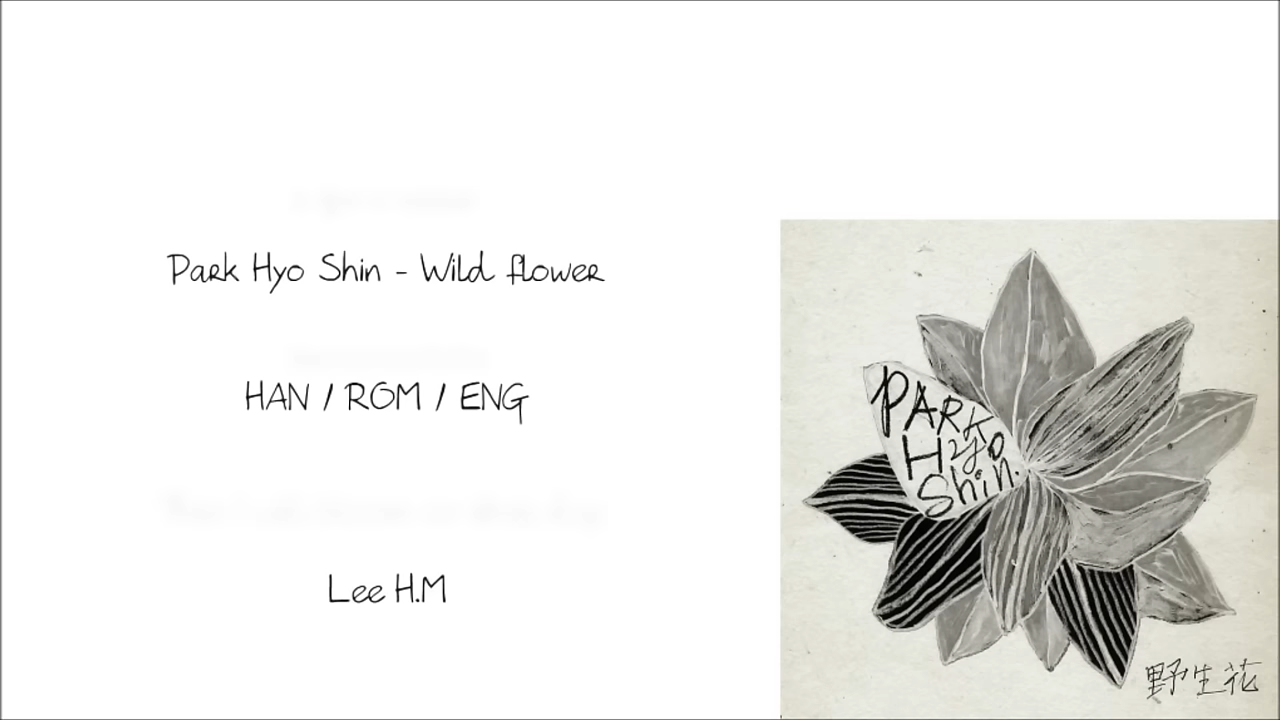 Park Hyo Shin - Wild flower
HAN / ROM / ENG
Lee H.M
PARK
Hyo
Shin.
野生花